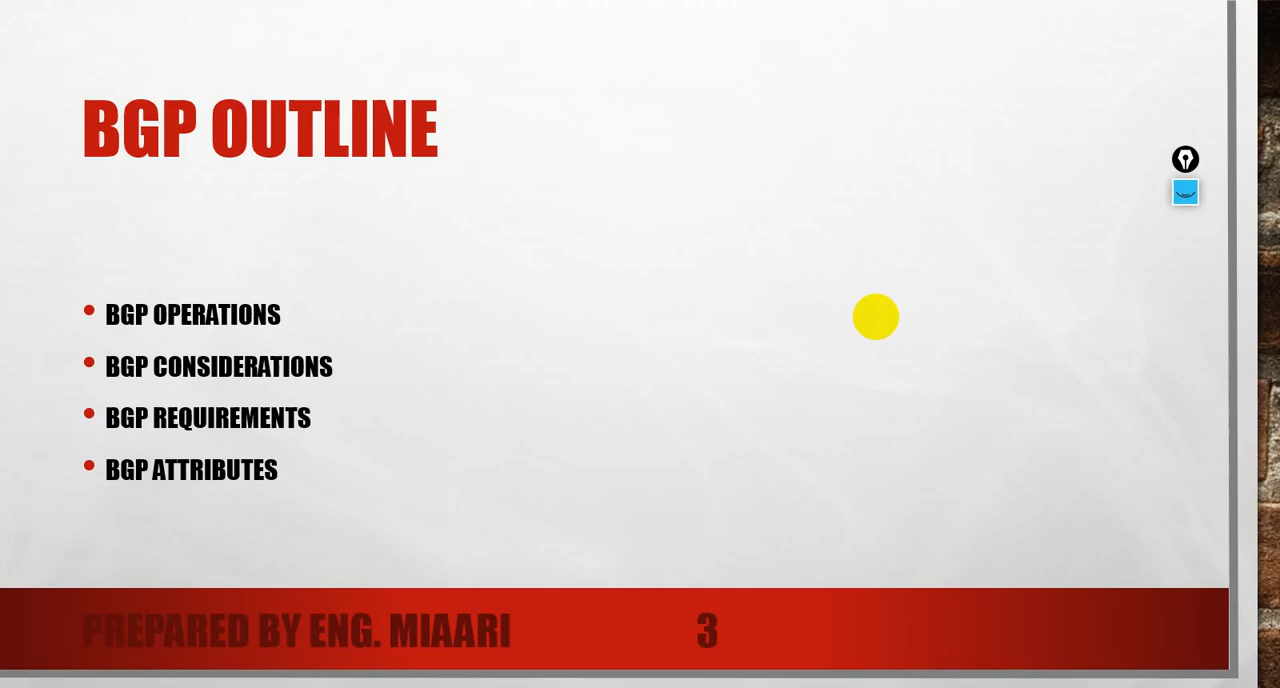 BGP OUTLINE
• BGP OPERATIONS
• BGP CONSIDERATIONS
• BGP REQUIREMENTS
• BGP ATTRIBUTES
PREPARED BY ENG. MIAARI 3